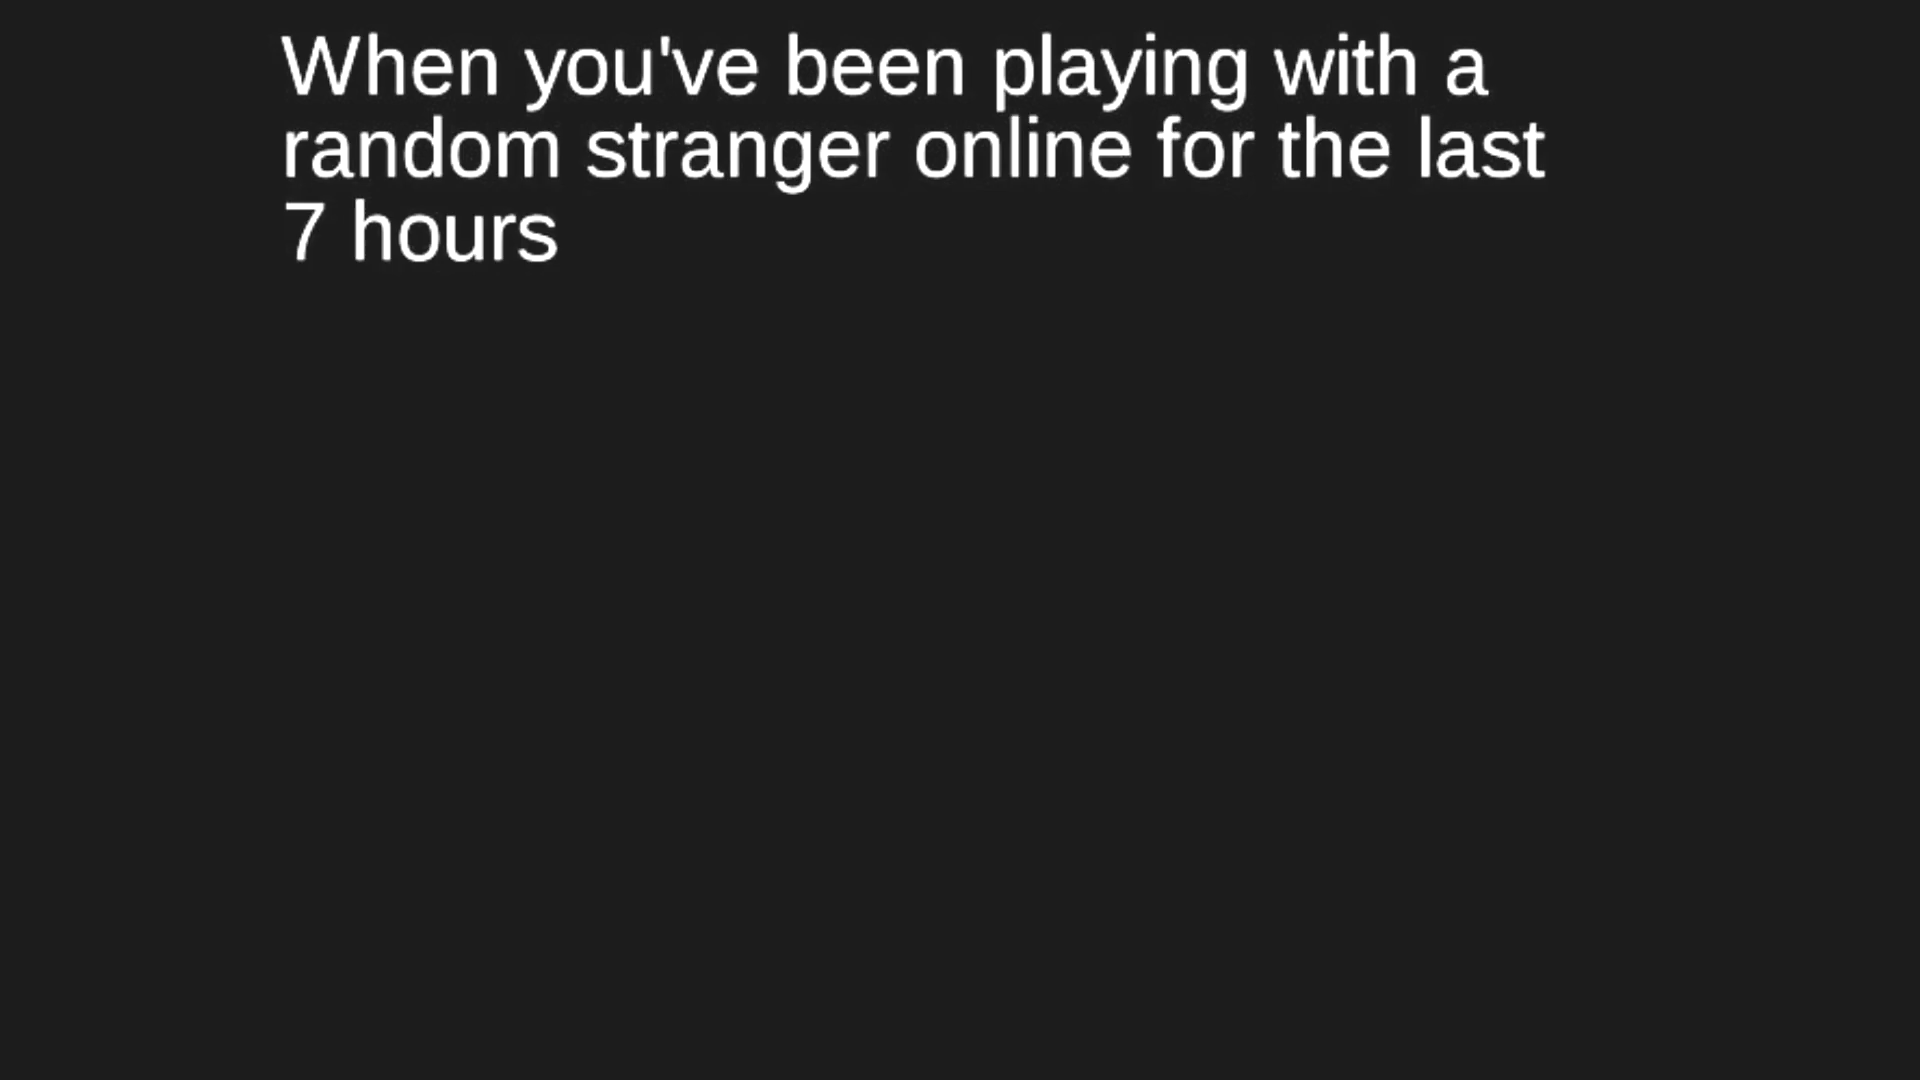 When you've been playing with a
random stranger online for the last
7 hours